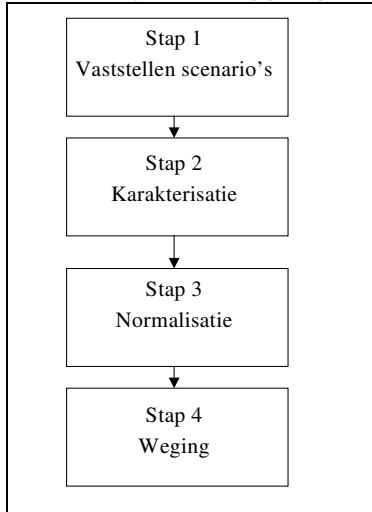 Stap 1
Vaststellen scenario's
Stap 2
Karakterisatie
Stap 3
Normalisatie
Stap 4
Weging